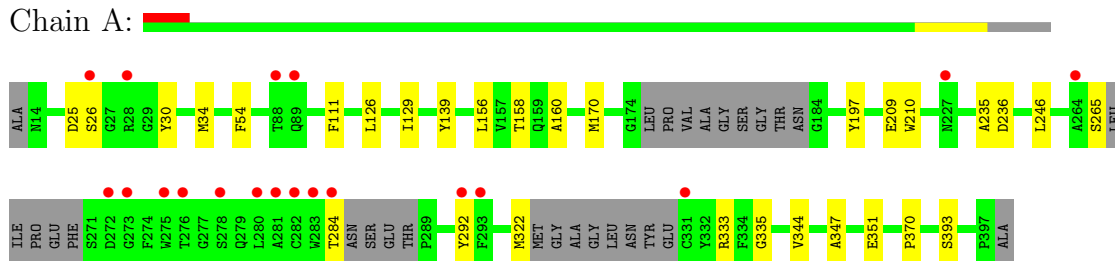 Chain A:
ALA N14 D25 S26 G27 R28 G29 Y30 M34 F54 T88 Q89 F111 L126 I129 Y139 L156 V157 T158 Q159 A160 M170 G174 LEU PRO VAL ALA GLY SER GLY THR ASN G184 Y197 E209 W210 N227 A235 D236 L246 A264 S265 LEU
ILE PRO GLU PHE S271 D272 G273 F274 W275 T276 G277 S278 Q279 L280 A281 C282 W283 T284 ASN SER GLU THR P289 Y292 F293 M322 MET GLY ALA GLY LEU ASN TYR GLU C331 Y332 R333 F334 G335 V344 A347 E351 P370 S393 P397 ALA